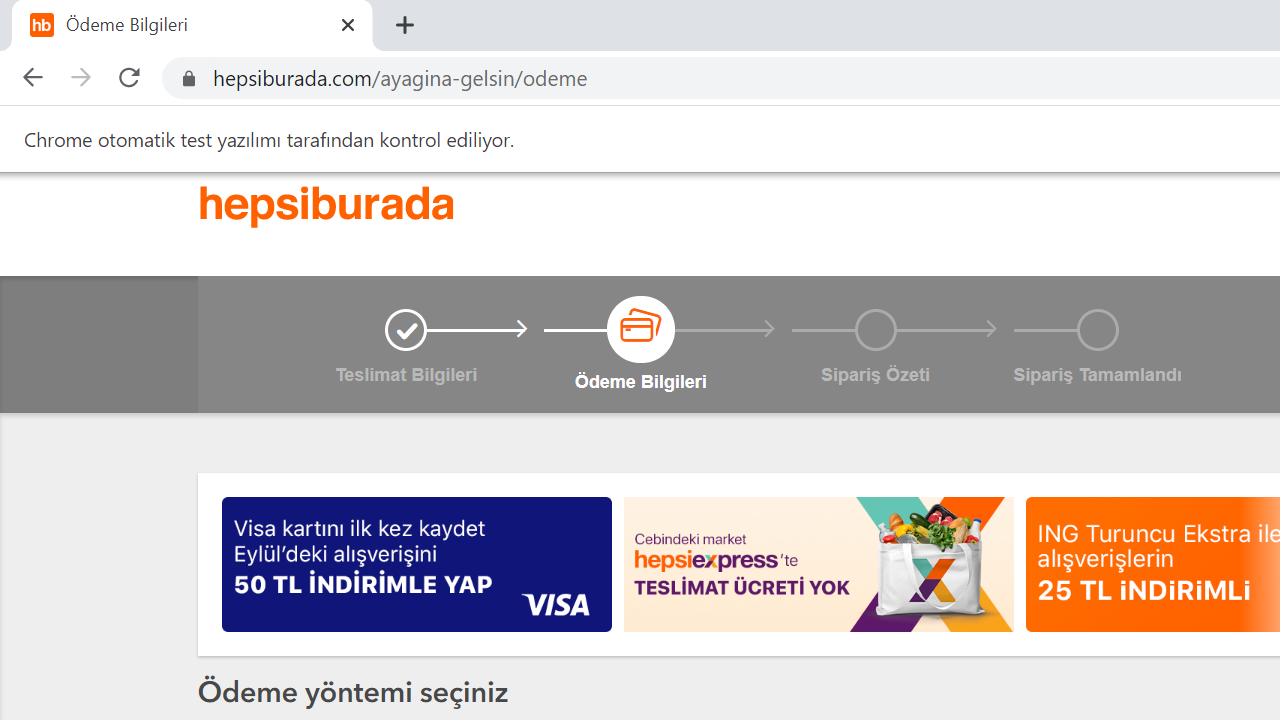 hb Ödeme Bilgileri
hepsiburada.com/ayagina-gelsin/odeme
Chrome otomatik test yazılımı tarafından kontrol ediliyor.
hepsiburada
Teslimat Bilgileri
Ödeme Bilgileri
Sipariş Özeti
Sipariş Tamamlandı
Visa kartını ilk kez kaydet
Eylül'deki alışverişini
50 TL İNDİRİMLE YAP
VISA
Cebindeki market
hepsiexpress'te
TESLİMAT ÜCRETİ YOK
ING Turuncu Ekstra ile
alışverişlerin
25 TL iNDiRiMLi
Ödeme yöntemi seçiniz